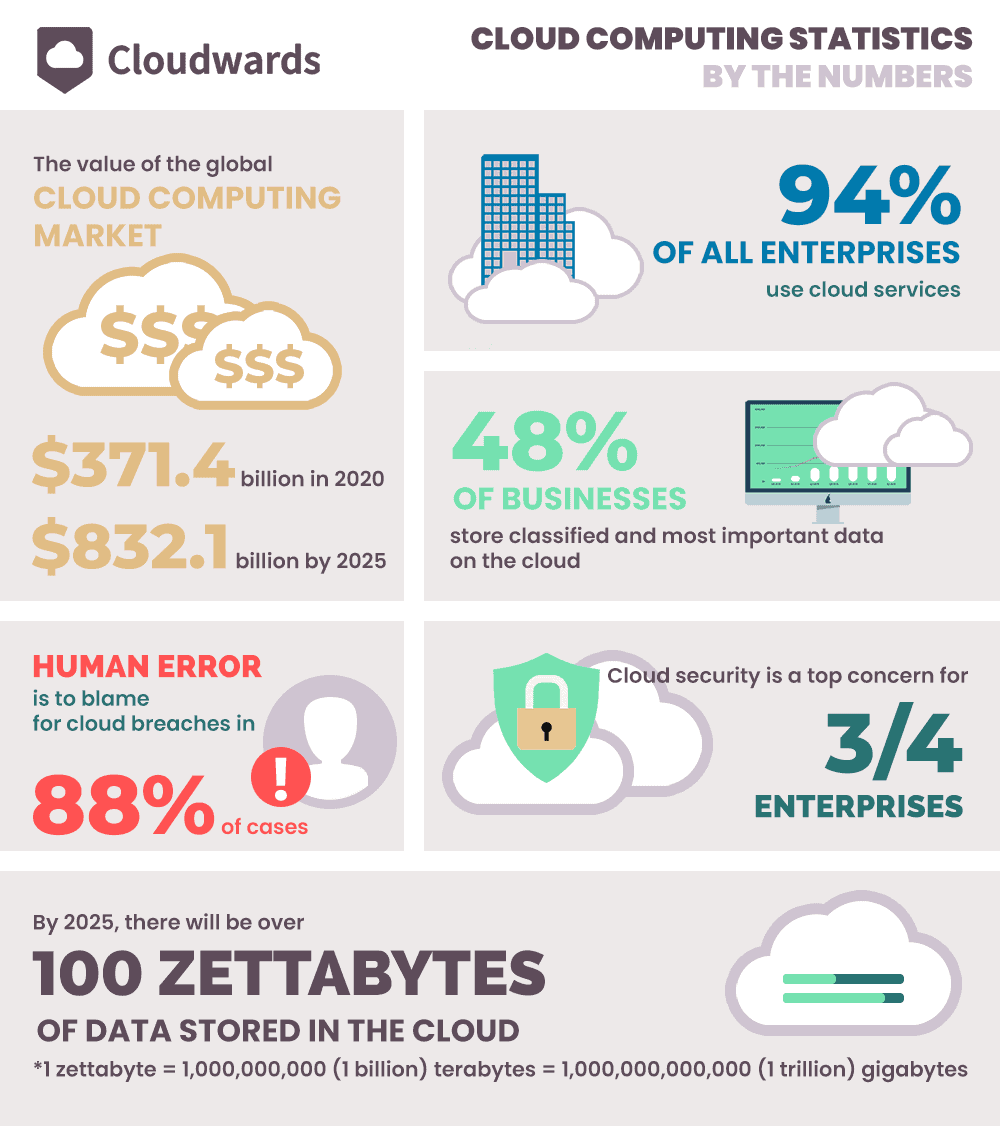 Cloudwards
CLOUD COMPUTING STATISTICS
BY THE NUMBERS
The value of the global
CLOUD COMPUTING
MARKET
$$$
$$$
$371.4 billion in 2020
$832.1 billion by 2025
94%
OF ALL ENTERPRISES
use cloud services
48%
OF BUSINESSES
store classified and most important data
on the cloud
HUMAN ERROR
is to blame
for cloud breaches in
!
88% of cases
Cloud security is a top concern for
3/4
ENTERPRISES
By 2025, there will be over
100 ZETTABYTES
OF DATA STORED IN THE CLOUD
*1 zettabyte = 1,000,000,000 (1 billion) terabytes = 1,000,000,000,000 (1 trillion) gigabytes